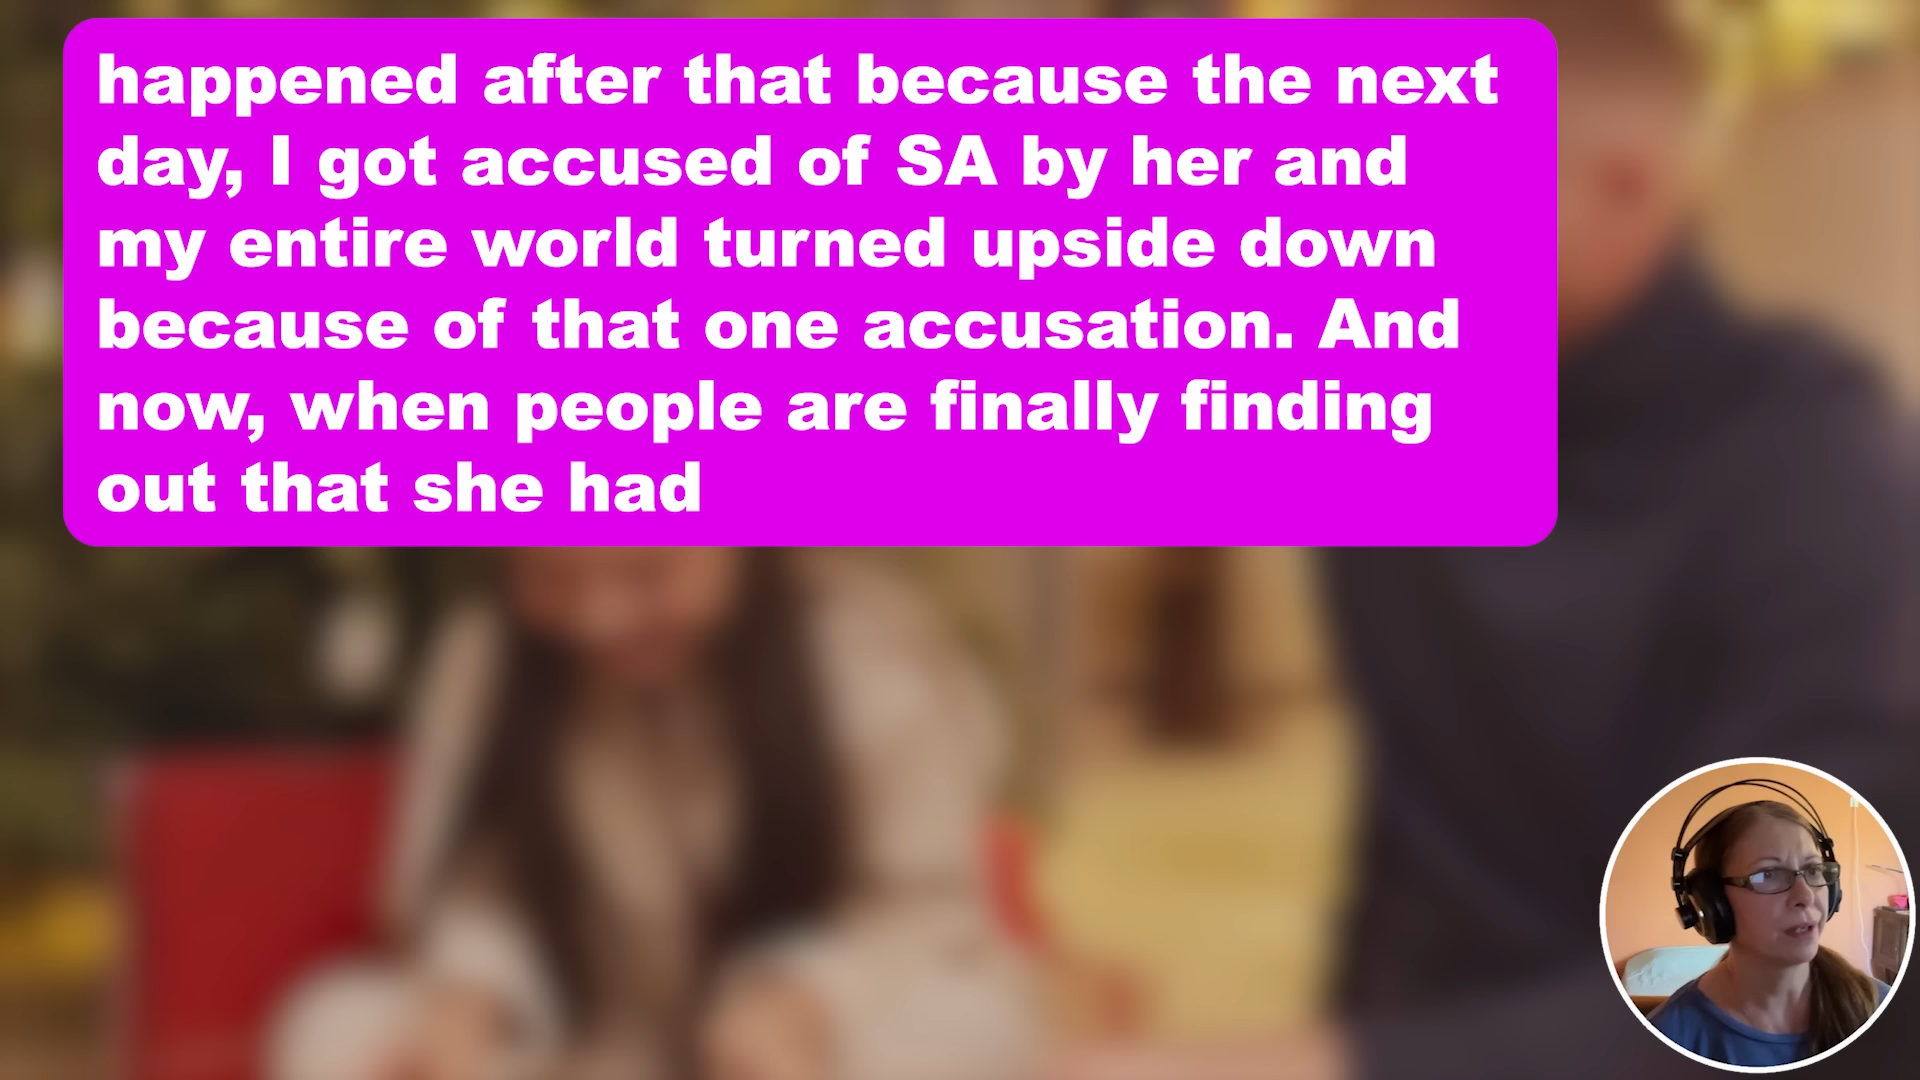 happened after that because the next
day, I got accused of SA by her and
my entire world turned upside down
because of that one accusation. And
now, when people are finally finding
out that she had